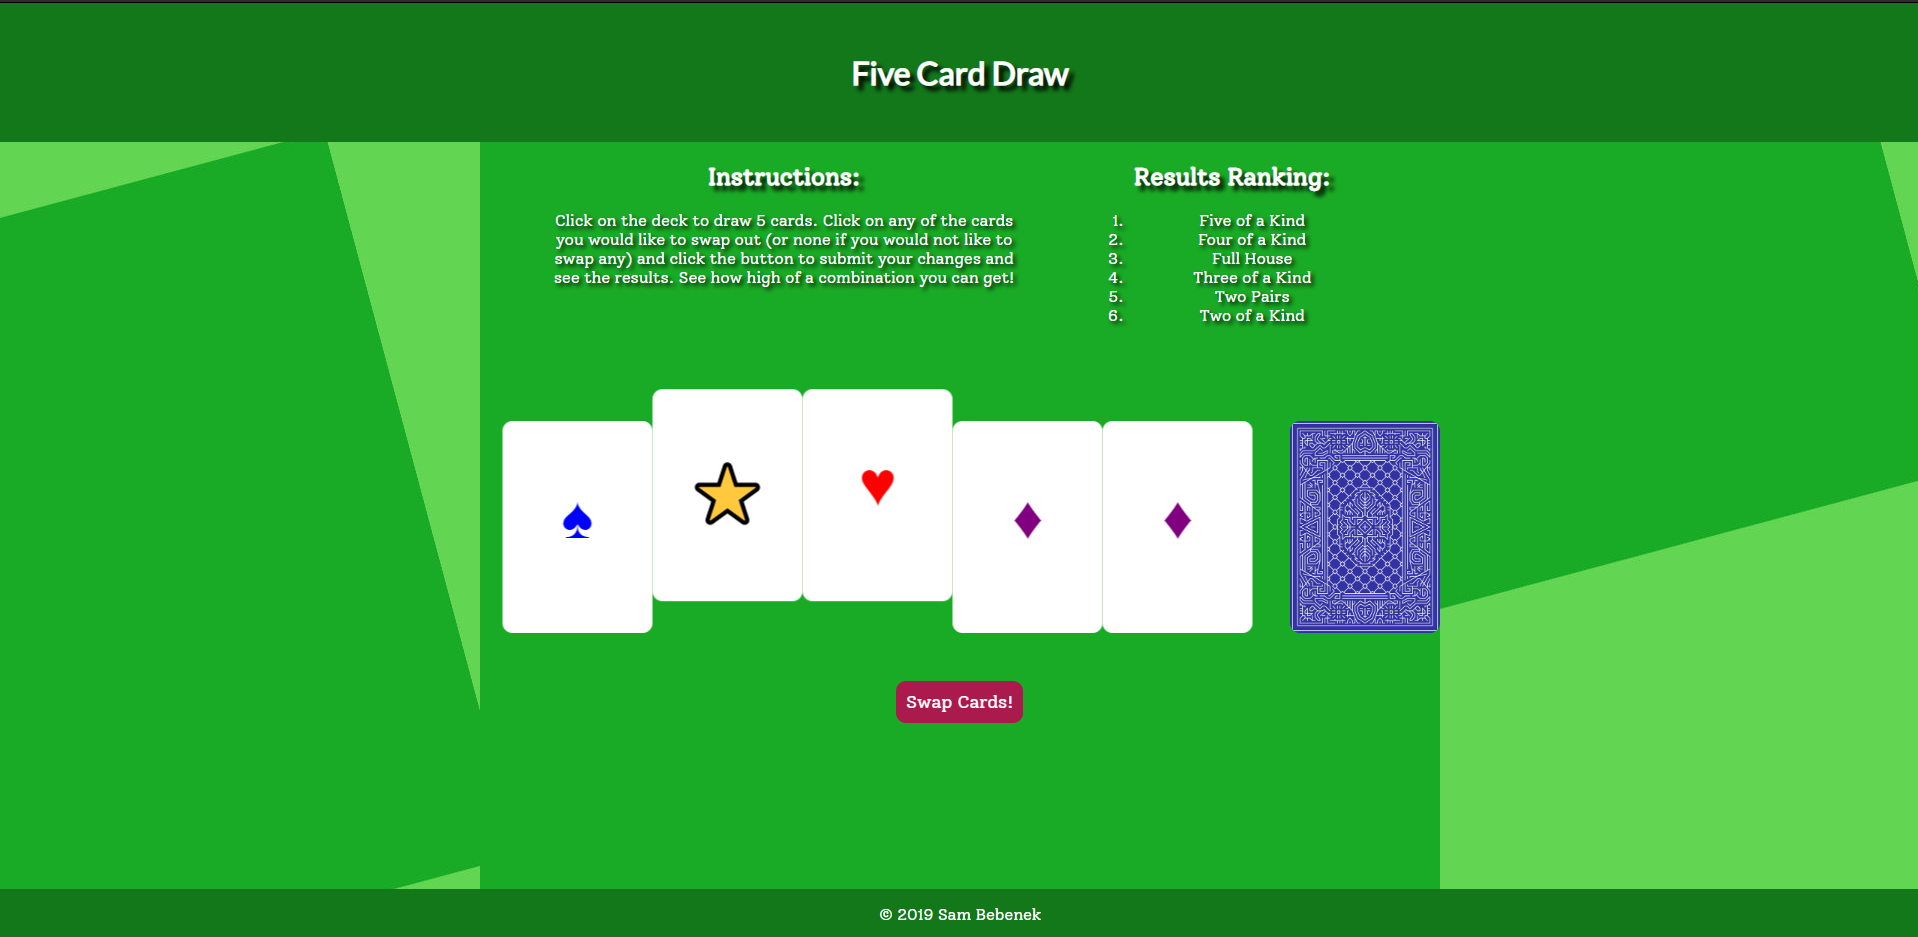 Five Card Draw
Instructions:
Click on the deck to draw 5 cards. Click on any of the cards
you would like to swap out (or none if you would not like to
swap any) and click the button to submit your changes and
see the results. See how high of a combination you can get!
Results Ranking:
1. Five of a Kind
2. Four of a Kind
3. Full House
4. Three of a Kind
5. Two Pairs
6. Two of a Kind
Swap Cards!
© 2019 Sam Bebenek